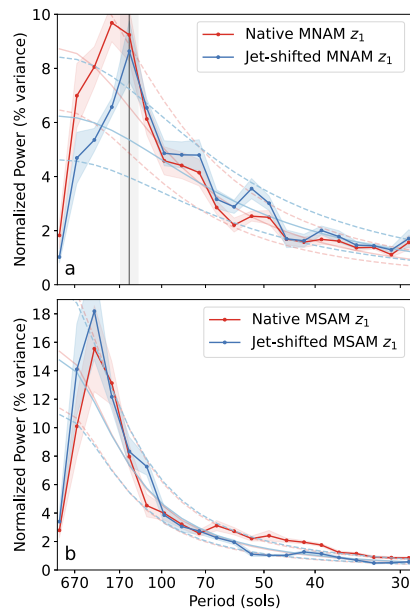 10
8
6
4
2
0
Normalized Power (% variance)
Native MNAM z₁
Jet-shifted MNAM z₁
a
18
16
14
12
10
8
6
4
2
0
Normalized Power (% variance)
Native MSAM z₁
Jet-shifted MSAM z₁
b
670 170 100 70 50 40 30
Period (sols)